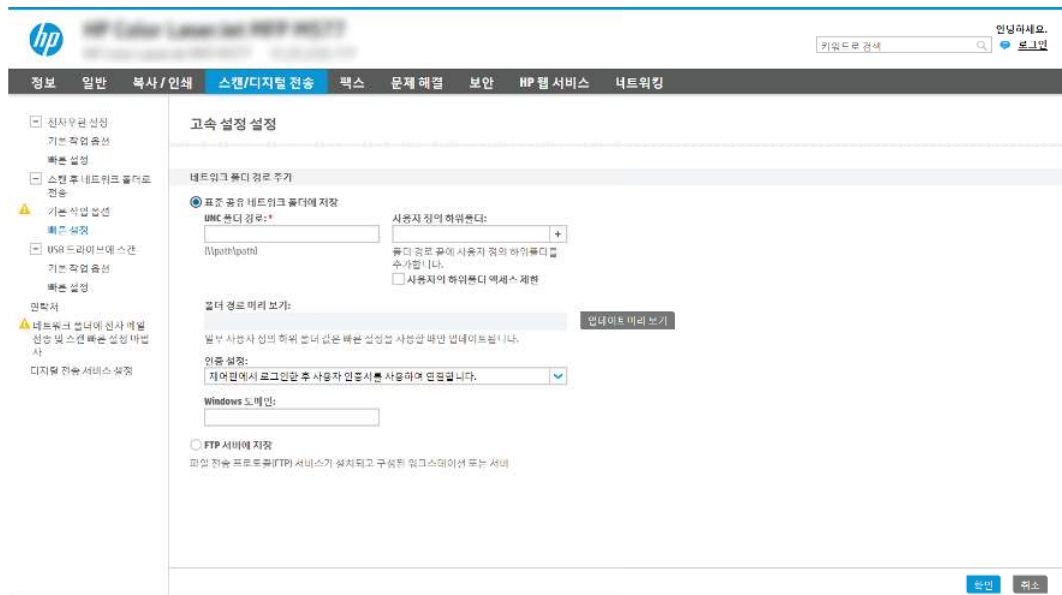 hp
안녕하세요.
키워드로 검색
로그인
정보 일반 복사 / 인쇄 스캔/디지털 전송 팩스 문제 해결 보안 HP 웹 서비스 네트워킹
전자우편 설정
기본 작업 옵션
빠른 설정
스캔 후 네트워크 폴더로
전송
기본 작업 옵션
빠른 설정
USB 드라이브에 스캔
기본 작업 옵션
빠른 설정
연락처
네트워크 폴더에 전자 메일
전송 및 스캔 빠른 설정 마법
사
디지털 전송 서비스 설정
고속 설정 설정
네트워크 폴더 경로 추가
표준 공유 네트워크 폴더에 저장
UNC 폴더 경로:*
(\\path\path)
사용자 정의 하위폴더:
+
폴더 경로 끝에 사용자 정의 하위폴더를
추가합니다.
사용자의 하위폴더 액세스 제한
폴더 경로 미리 보기:
업데이트 미리 보기
일부 사용자 정의 하위 폴더 값은 빠른 설정을 사용할 때만 업데이트됩니다.
인증 설정:
제어판에서 로그인한 후 사용자 인증서를 사용하여 연결합니다.
Windows 도메인:
FTP 서버에 저장
파일 전송 프로토콜(FTP) 서비스가 설치되고 구성된 워크스테이션 또는 서버
확인 취소